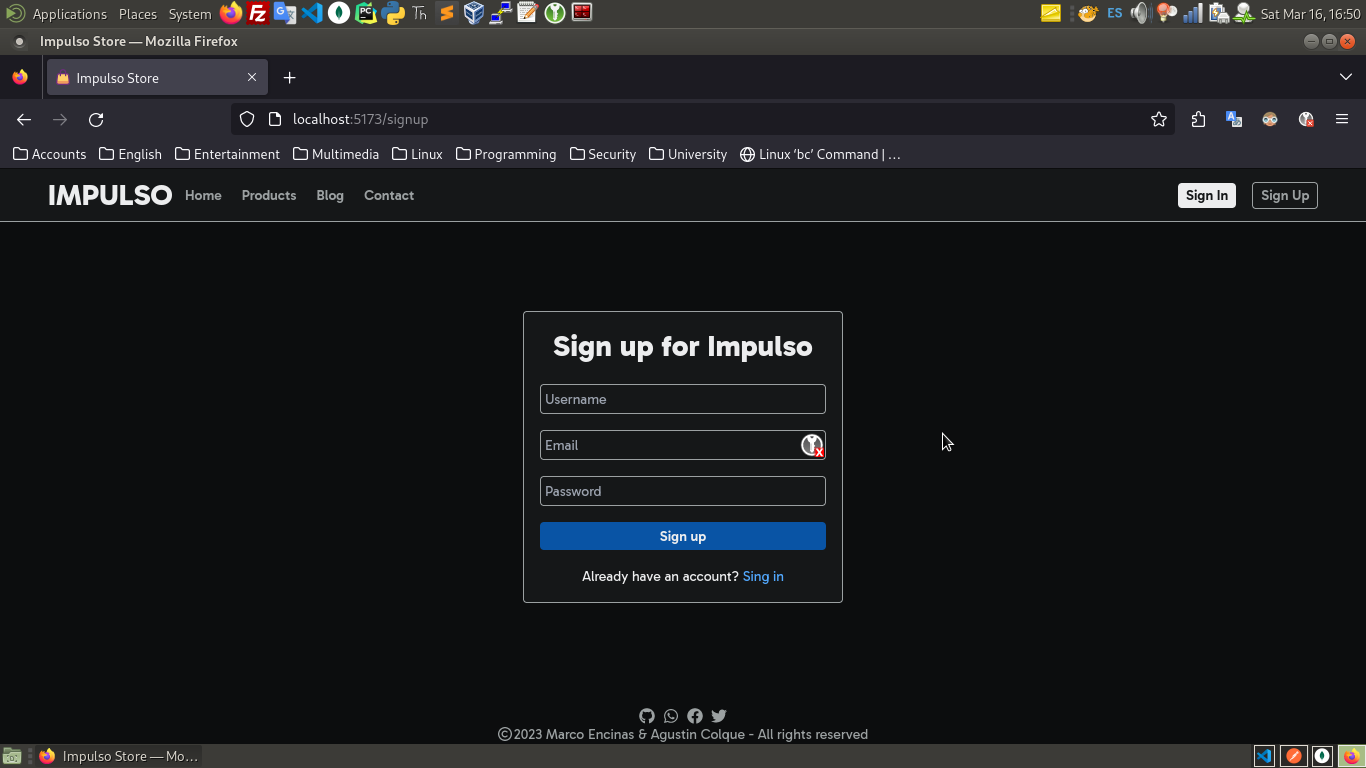 Applications Places System Th ES Sat Mar 16, 16:50
Impulso Store — Mozilla Firefox
Impulso Store
localhost:5173/signup
Accounts English Entertainment Multimedia Linux Programming Security University Linux ‘bc’ Command | ...
IMPULSO Home Products Blog Contact Sign In Sign Up
Sign up for Impulso
Username
Email
Password
Sign up
Already have an account? Sing in
©2023 Marco Encinas & Agustin Colque - All rights reserved
Impulso Store — Mo...